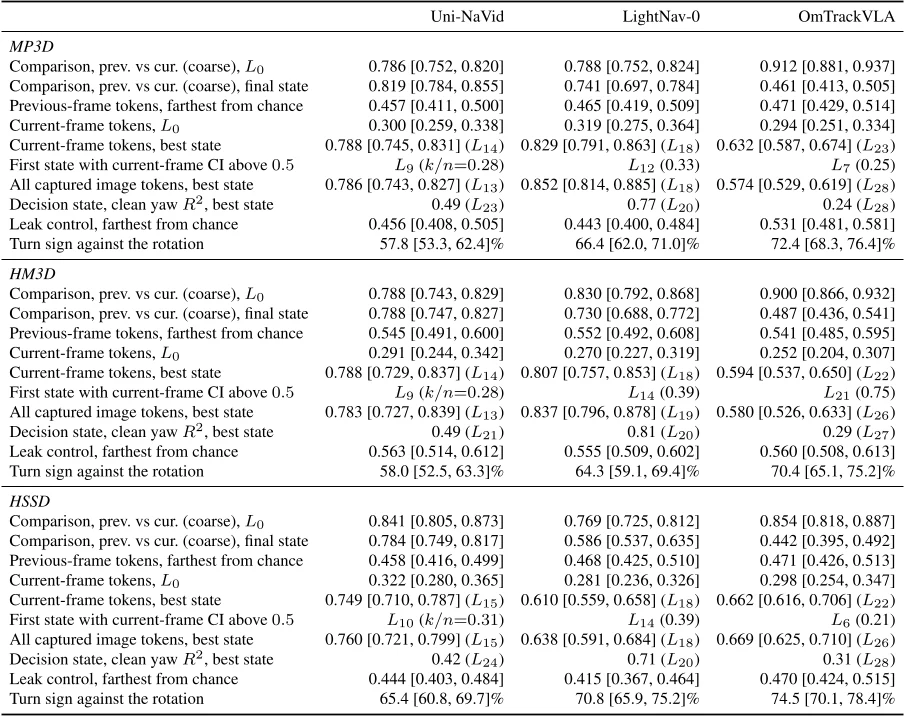 Uni-NaVid LightNav-0 OmTrackVLA
MP3D
Comparison, prev. vs cur. (coarse), L₀ 0.786 [0.752, 0.820] 0.788 [0.752, 0.824] 0.912 [0.881, 0.937]
Comparison, prev. vs cur. (coarse), final state 0.819 [0.784, 0.855] 0.741 [0.697, 0.784] 0.461 [0.413, 0.505]
Previous-frame tokens, farthest from chance 0.457 [0.411, 0.500] 0.465 [0.419, 0.509] 0.471 [0.429, 0.514]
Current-frame tokens, L₀ 0.300 [0.259, 0.338] 0.319 [0.275, 0.364] 0.294 [0.251, 0.334]
Current-frame tokens, best state 0.788 [0.745, 0.831] (L₁₄) 0.829 [0.791, 0.863] (L₁₈) 0.632 [0.587, 0.674] (L₂₃)
First state with current-frame CI above 0.5 L₉ (k/n=0.28) L₁₂ (0.33) L₇ (0.25)
All captured image tokens, best state 0.786 [0.743, 0.827] (L₁₃) 0.852 [0.814, 0.885] (L₁₈) 0.574 [0.529, 0.619] (L₂₈)
Decision state, clean yaw R², best state 0.49 (L₂₃) 0.77 (L₂₀) 0.24 (L₂₈)
Leak control, farthest from chance 0.456 [0.408, 0.505] 0.443 [0.400, 0.484] 0.531 [0.481, 0.581]
Turn sign against the rotation 57.8 [53.3, 62.4]% 66.4 [62.0, 71.0]% 72.4 [68.3, 76.4]%
HM3D
Comparison, prev. vs cur. (coarse), L₀ 0.788 [0.743, 0.829] 0.830 [0.792, 0.868] 0.900 [0.866, 0.932]
Comparison, prev. vs cur. (coarse), final state 0.788 [0.747, 0.827] 0.730 [0.688, 0.772] 0.487 [0.436, 0.541]
Previous-frame tokens, farthest from chance 0.545 [0.491, 0.600] 0.552 [0.492, 0.608] 0.541 [0.485, 0.595]
Current-frame tokens, L₀ 0.291 [0.244, 0.342] 0.270 [0.227, 0.319] 0.252 [0.204, 0.307]
Current-frame tokens, best state 0.788 [0.729, 0.837] (L₁₄) 0.807 [0.757, 0.853] (L₁₈) 0.594 [0.537, 0.650] (L₂₂)
First state with current-frame CI above 0.5 L₉ (k/n=0.28) L₁₄ (0.39) L₂₁ (0.75)
All captured image tokens, best state 0.783 [0.727, 0.839] (L₁₃) 0.837 [0.796, 0.878] (L₁₉) 0.580 [0.526, 0.633] (L₂₆)
Decision state, clean yaw R², best state 0.49 (L₂₁) 0.81 (L₂₀) 0.29 (L₂₇)
Leak control, farthest from chance 0.563 [0.514, 0.612] 0.555 [0.509, 0.602] 0.560 [0.508, 0.613]
Turn sign against the rotation 58.0 [52.5, 63.3]% 64.3 [59.1, 69.4]% 70.4 [65.1, 75.2]%
HSSD
Comparison, prev. vs cur. (coarse), L₀ 0.841 [0.805, 0.873] 0.769 [0.725, 0.812] 0.854 [0.818, 0.887]
Comparison, prev. vs cur. (coarse), final state 0.784 [0.749, 0.817] 0.586 [0.537, 0.635] 0.442 [0.395, 0.492]
Previous-frame tokens, farthest from chance 0.458 [0.416, 0.499] 0.468 [0.425, 0.510] 0.471 [0.426, 0.513]
Current-frame tokens, L₀ 0.322 [0.280, 0.365] 0.281 [0.236, 0.326] 0.298 [0.254, 0.347]
Current-frame tokens, best state 0.749 [0.710, 0.787] (L₁₅) 0.610 [0.559, 0.658] (L₁₈) 0.662 [0.616, 0.706] (L₂₂)
First state with current-frame CI above 0.5 L₁₀ (k/n=0.31) L₁₄ (0.39) L₆ (0.21)
All captured image tokens, best state 0.760 [0.721, 0.799] (L₁₅) 0.638 [0.591, 0.684] (L₁₈) 0.669 [0.625, 0.710] (L₂₆)
Decision state, clean yaw R², best state 0.42 (L₂₄) 0.71 (L₂₀) 0.31 (L₂₈)
Leak control, farthest from chance 0.444 [0.403, 0.484] 0.415 [0.367, 0.464] 0.470 [0.424, 0.515]
Turn sign against the rotation 65.4 [60.8, 69.7]% 70.8 [65.9, 75.2]% 74.5 [70.1, 78.4]%